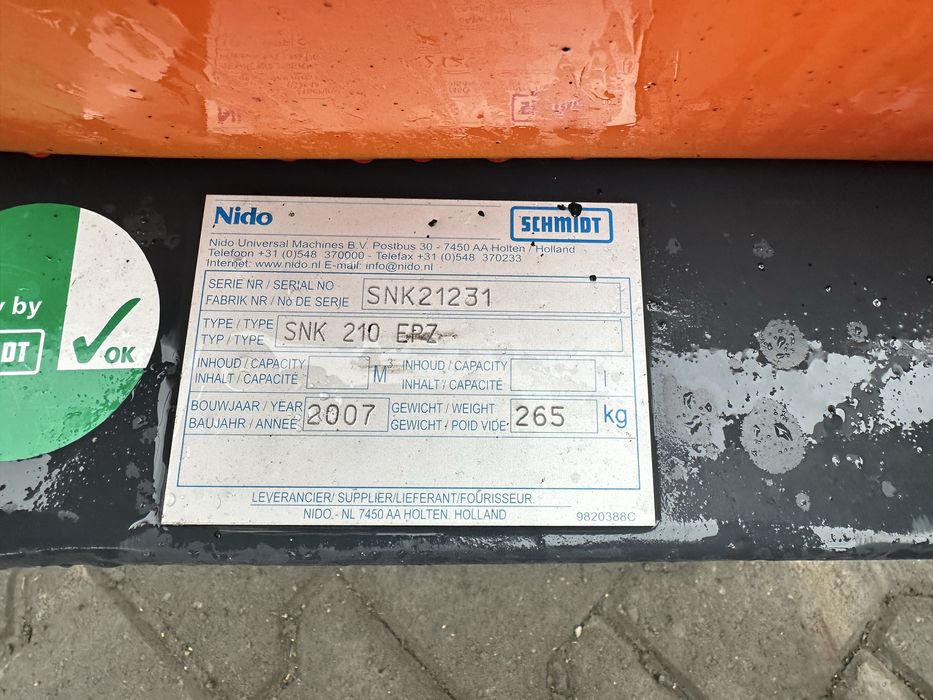 Nido
SCHMIDT
Nido Universal Machines B.V. Postbus 30 - 7450 AA Holten / Holland
Telefoon +31 (0)548 370000 - Telefax +31 (0)548 370233
Internet: www.nido.nl E-mail: info@nido.nl
SERIE NR / SERIAL NO
FABRIK NR / No DE SERIE
SNK21231
TYPE / TYPE
TYP / TYPE
SNK 210 EPZ
INHOUD / CAPACITY
INHALT / CAPACITÉ
M³
INHOUD / CAPACITY
INHALT / CAPACITÉ
l
BOUWJAAR / YEAR
BAUJAHR / ANNEÉ
2007
GEWICHT / WEIGHT
GEWICHT / POID VIDE
265
kg
LEVERANCIER/ SUPPLIER/LIEFERANT/FOURISSEUR
NIDO.- NL 7450 AA HOLTEN. HOLLAND
9820388C
y by
DT
OK